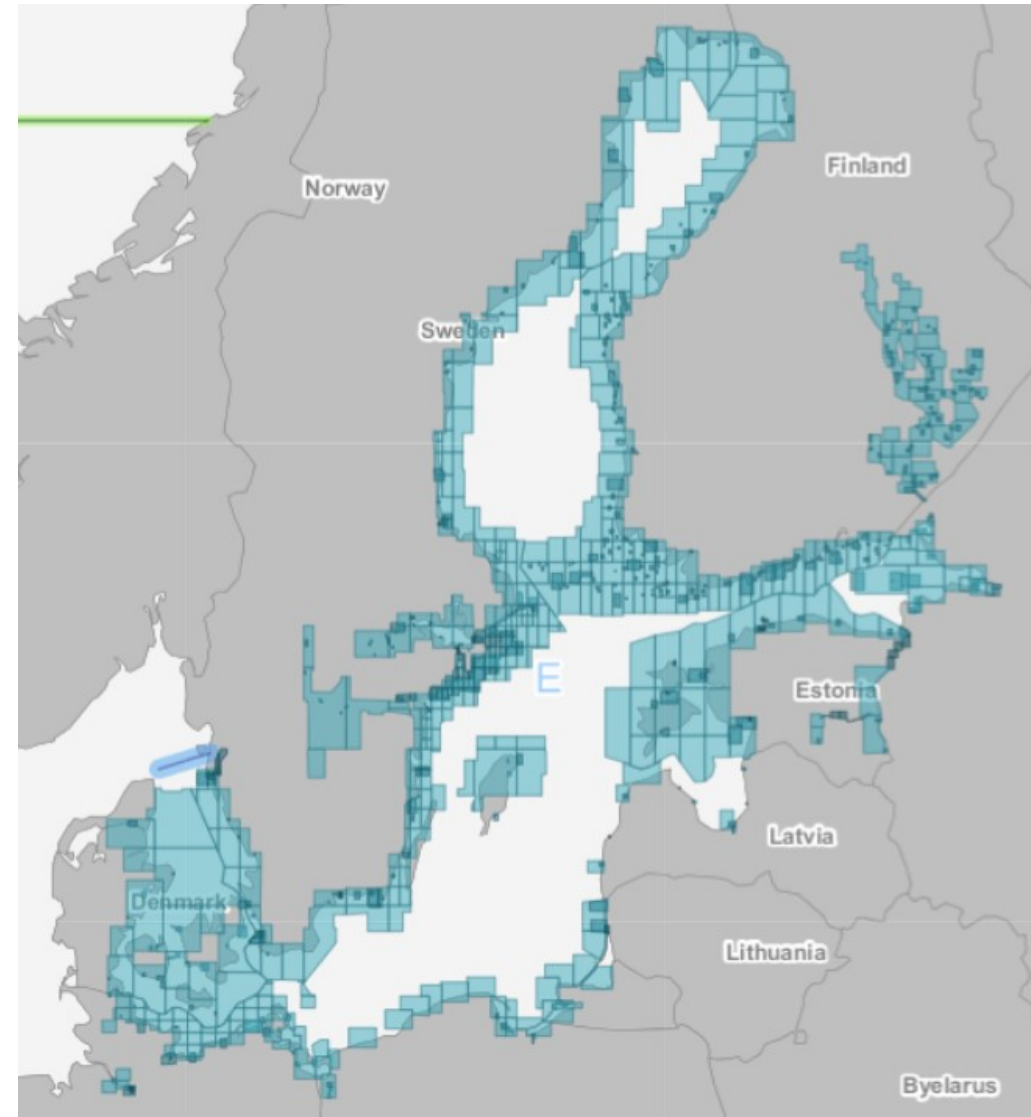 Finland
Norway
Sweden
E
Estonia
Latvia
Denmark
Lithuania
Byelarus